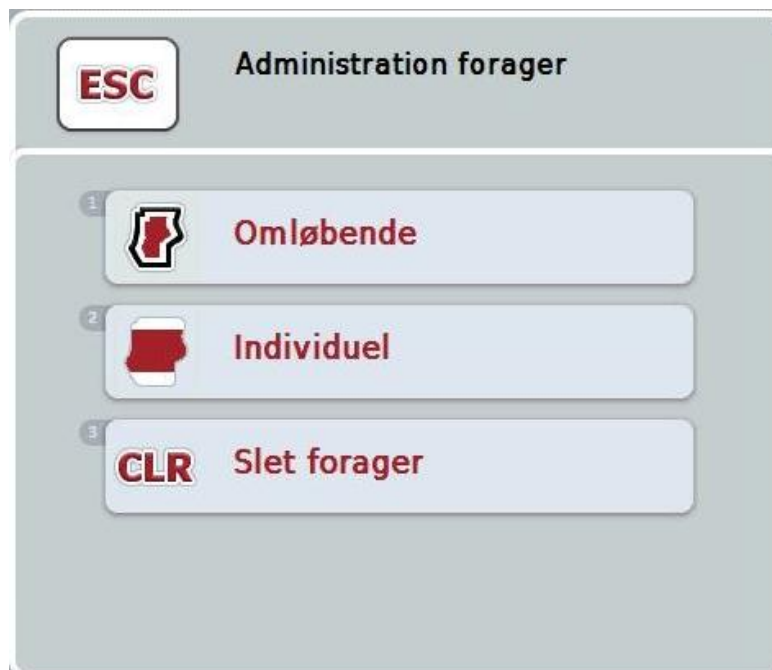 ESC
Administration forager
1
Omløbende
2
Individuel
3
CLR
Slet forager